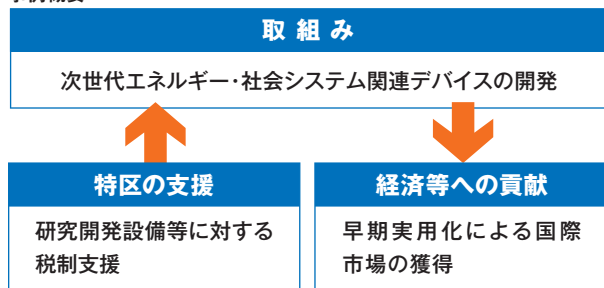 取組み
次世代エネルギー・社会システム関連デバイスの開発
特区の支援
研究開発設備等に対する
税制支援
経済等への貢献
早期実用化による国際
市場の獲得